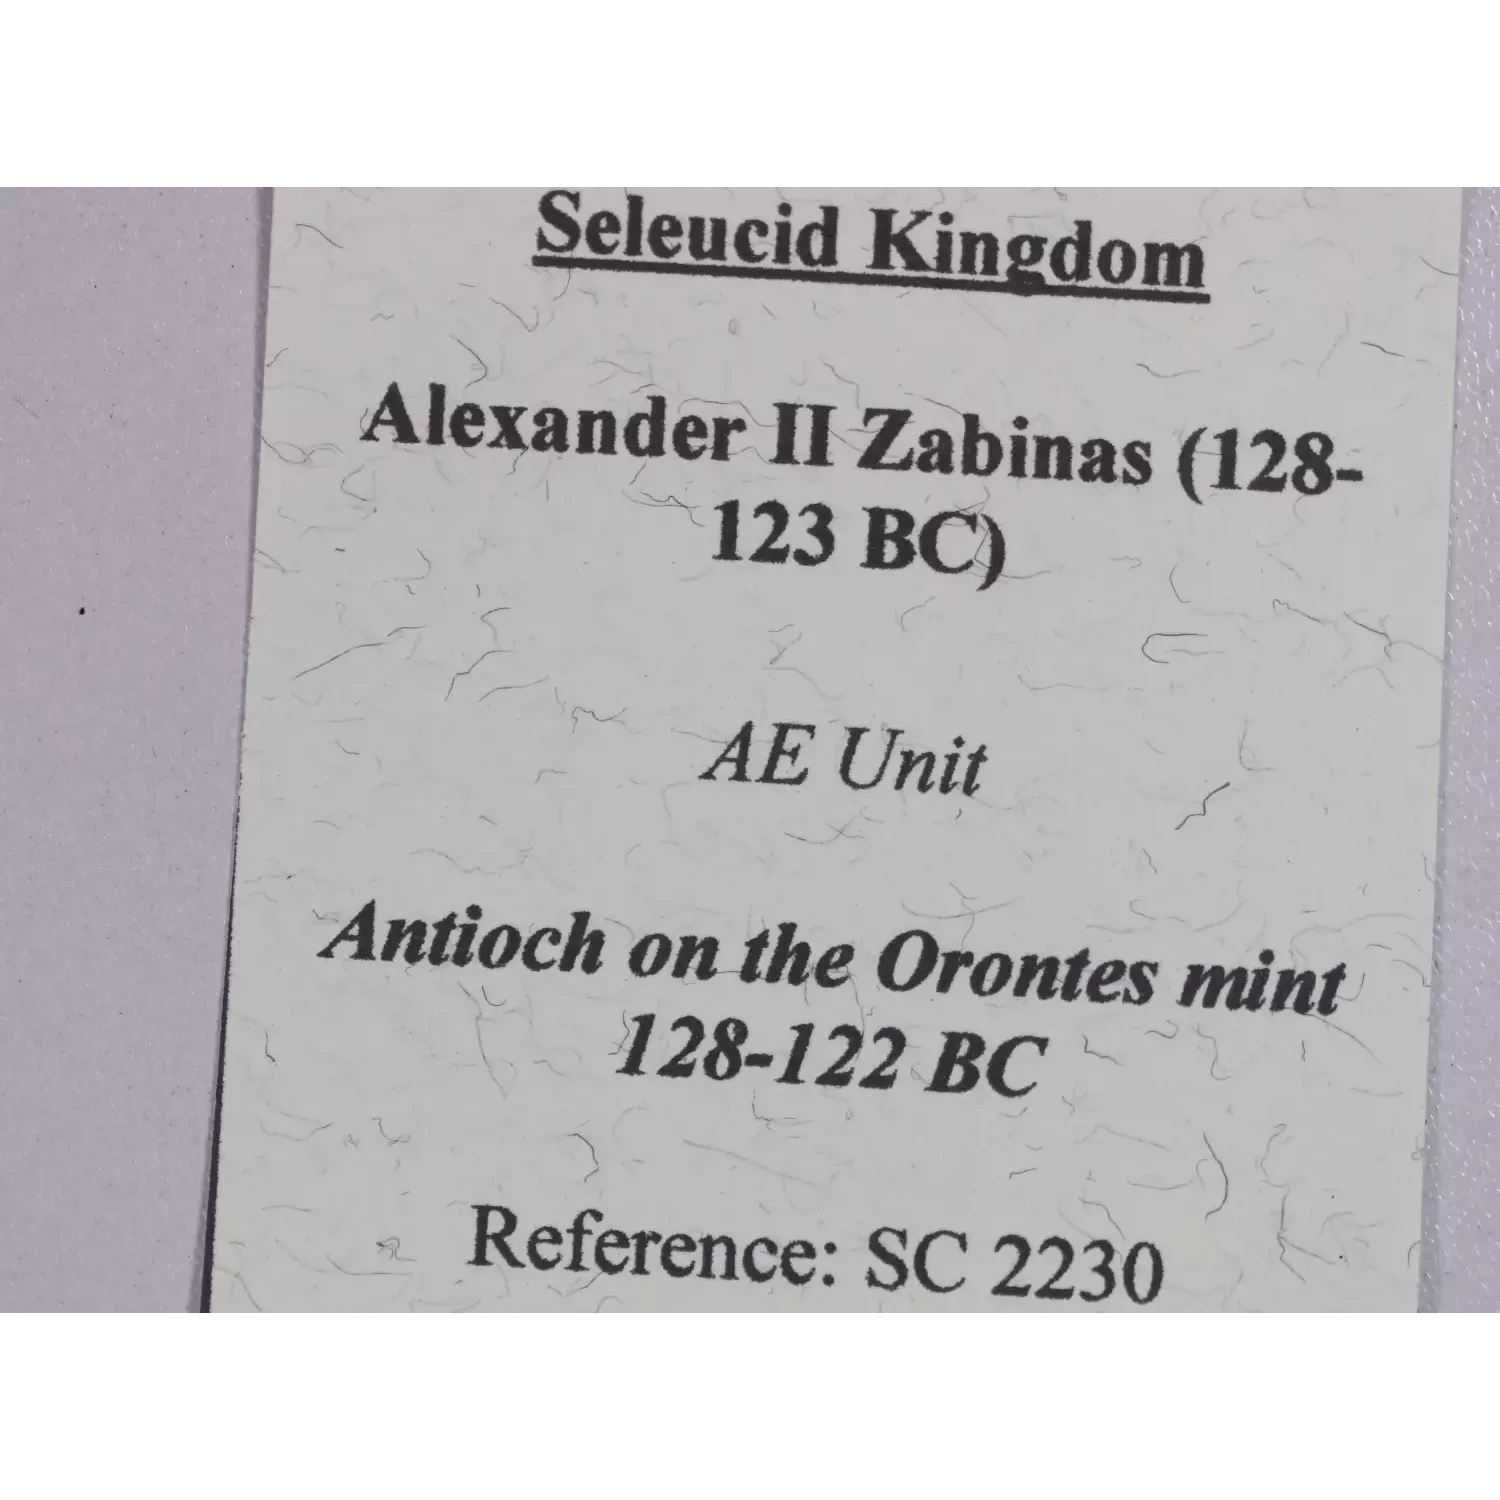 Seleucid Kingdom
Alexander II Zabinas (128-
123 BC)
AE Unit
Antioch on the Orontes mint
128-122 BC
Reference: SC 2230